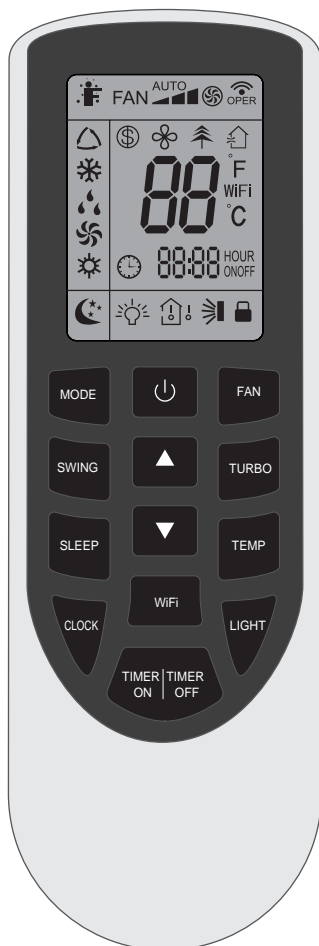 AUTO
FAN OPER
°F
88 WiFi
°C
88:88 HOUR
ONOFF
MODE FAN
SWING TURBO
SLEEP TEMP
WiFi
CLOCK LIGHT
TIMER TIMER
ON OFF